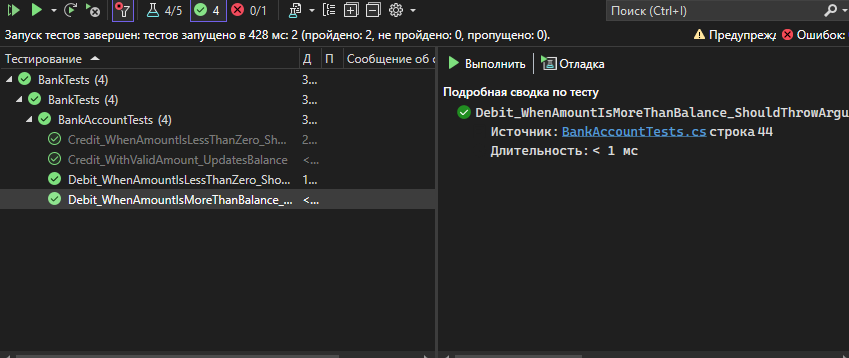 4/5 4 0/1 Поиск (Ctrl+I)
Запуск тестов завершен: тестов запущено в 428 мс: 2 (пройдено: 2, не пройдено: 0, пропущено: 0). Предупрежд Ошибок:
Тестирование Д П Сообщение об о
BankTests (4) 3...
BankTests (4) 3...
BankAccountTests (4) 3...
Credit_WhenAmountIsLessThanZero_Sh... 2...
Credit_WithValidAmount_UpdatesBalance <...
Debit_WhenAmountIsLessThanZero_Sho... 1...
Debit_WhenAmountIsMoreThanBalance_... <...
Выполнить Отладка
Подробная сводка по тесту
Debit_WhenAmountIsMoreThanBalance_ShouldThrowArgu
Источник: BankAccountTests.cs строка 44
Длительность: < 1 мс